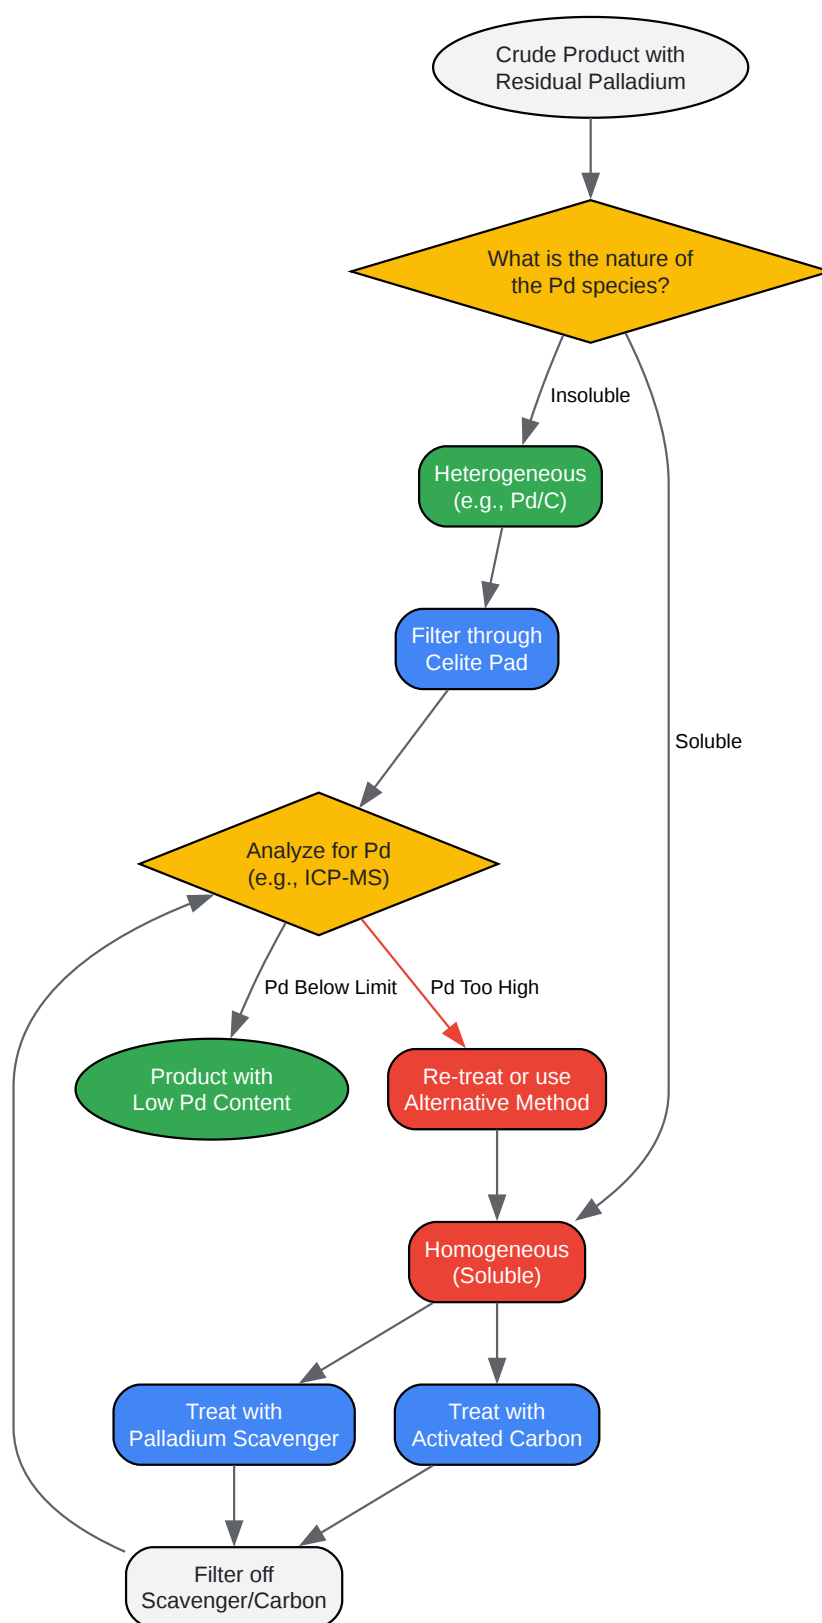 Crude Product with
Residual Palladium
What is the nature of
the Pd species?
Insoluble
Heterogeneous
(e.g., Pd/C)
Filter through
Celite Pad
Soluble
Analyze for Pd
(e.g., ICP-MS)
Pd Below Limit
Pd Too High
Product with
Low Pd Content
Re-treat or use
Alternative Method
Homogeneous
(Soluble)
Treat with
Palladium Scavenger
Treat with
Activated Carbon
Filter off
Scavenger/Carbon